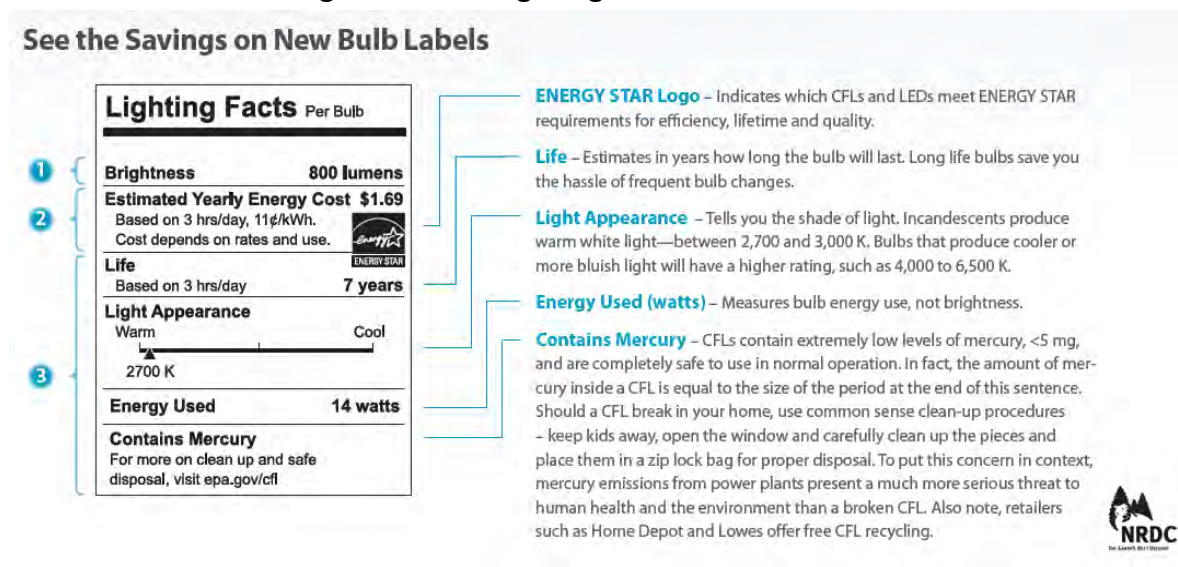 See the Savings on New Bulb Labels
Lighting Facts Per Bulb
1
Brightness 800 lumens
2
Estimated Yearly Energy Cost $1.69
Based on 3 hrs/day, 11¢/kWh.
Cost depends on rates and use.
energy
ENERGY STAR
3
Life
Based on 3 hrs/day 7 years
Light Appearance
Warm Cool
2700 K
Energy Used 14 watts
Contains Mercury
For more on clean up and safe
disposal, visit epa.gov/cfl
ENERGY STAR Logo – Indicates which CFLs and LEDs meet ENERGY STAR
requirements for efficiency, lifetime and quality.
Life – Estimates in years how long the bulb will last. Long life bulbs save you
the hassle of frequent bulb changes.
Light Appearance – Tells you the shade of light. Incandescents produce
warm white light—between 2,700 and 3,000 K. Bulbs that produce cooler or
more bluish light will have a higher rating, such as 4,000 to 6,500 K.
Energy Used (watts) – Measures bulb energy use, not brightness.
Contains Mercury – CFLs contain extremely low levels of mercury, <5 mg,
and are completely safe to use in normal operation. In fact, the amount of mer-
cury inside a CFL is equal to the size of the period at the end of this sentence.
Should a CFL break in your home, use common sense clean-up procedures
– keep kids away, open the window and carefully clean up the pieces and
place them in a zip lock bag for proper disposal. To put this concern in context,
mercury emissions from power plants present a much more serious threat to
human health and the environment than a broken CFL. Also note, retailers
such as Home Depot and Lowes offer free CFL recycling.
NRDC